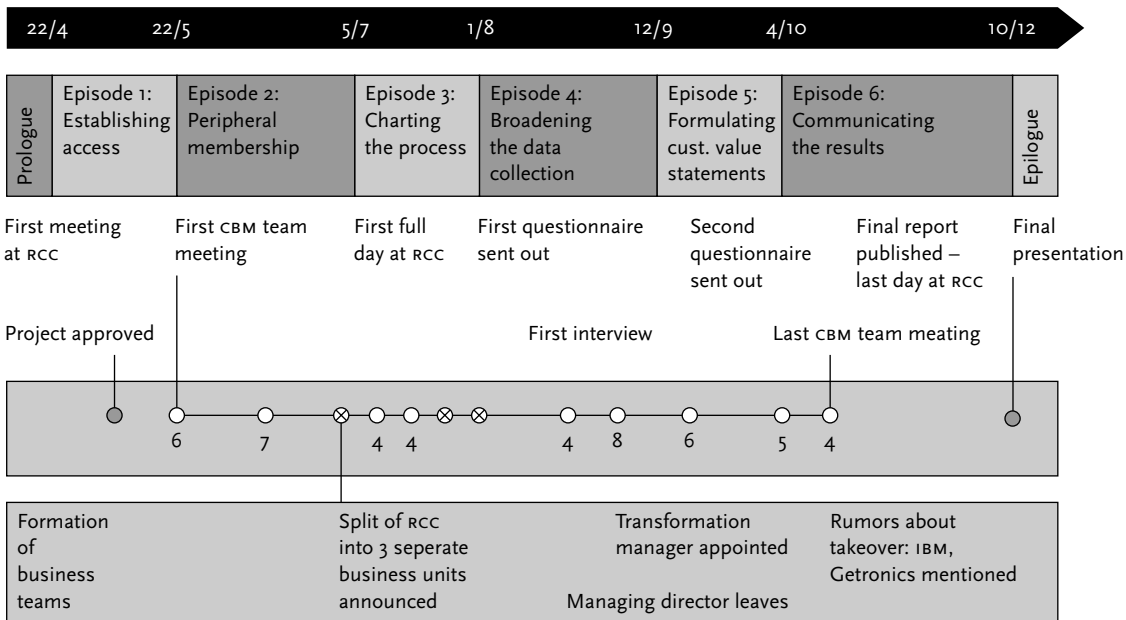 22/4 22/5 5/7 1/8 12/9 4/10 10/12
Prologue
Episode 1:
Establishing
access
Episode 2:
Peripheral
membership
Episode 3:
Charting
the process
Episode 4:
Broadening
the data
collection
Episode 5:
Formulating
cust. value
statements
Episode 6:
Communicating
the results
Epilogue
First meeting
at RCC
First CBM team
meeting
First full
day at RCC
First questionnaire
sent out
Second
questionnaire
sent out
Final report
published –
last day at RCC
Final
presentation
Project approved
First interview
Last CBM team meating
6 7 4 4 4 8 6 5 4
Formation
of
business
teams
Split of RCC
into 3 seperate
business units
announced
Transformation
manager appointed
Managing director leaves
Rumors about
takeover: IBM,
Getronics mentioned